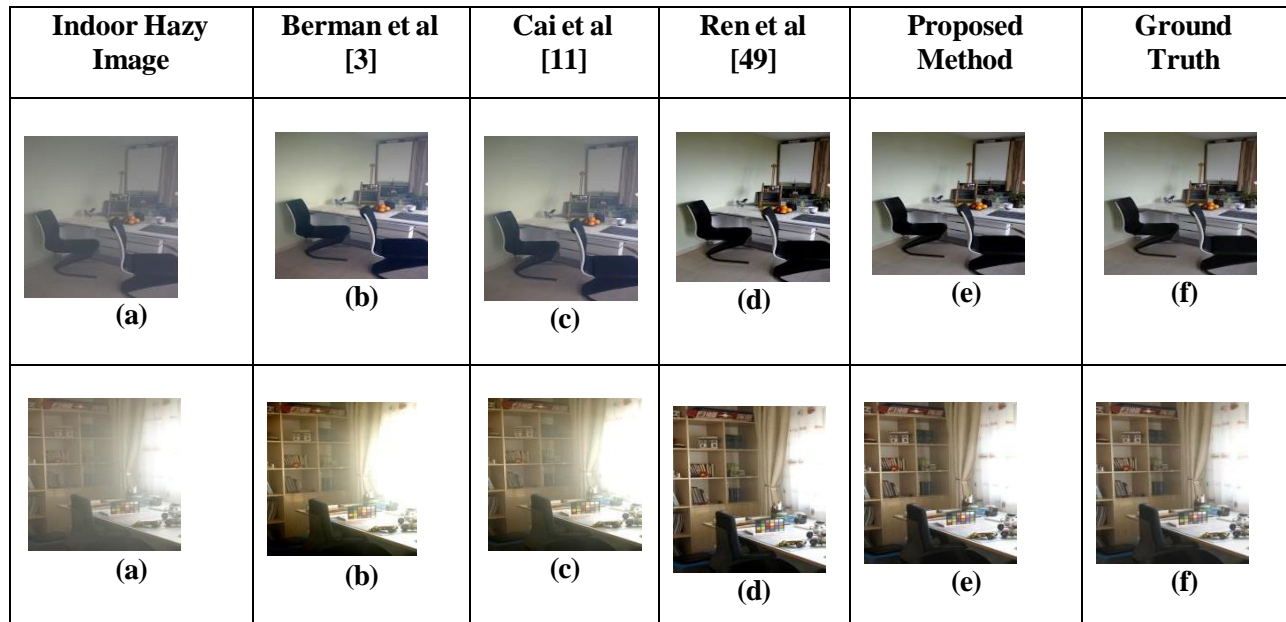 Indoor Hazy
Image
Berman et al
[3]
Cai et al
[11]
Ren et al
[49]
Proposed
Method
Ground
Truth
(a)
(b)
(c)
(d)
(e)
(f)
(a)
(b)
(c)
(d)
(e)
(f)